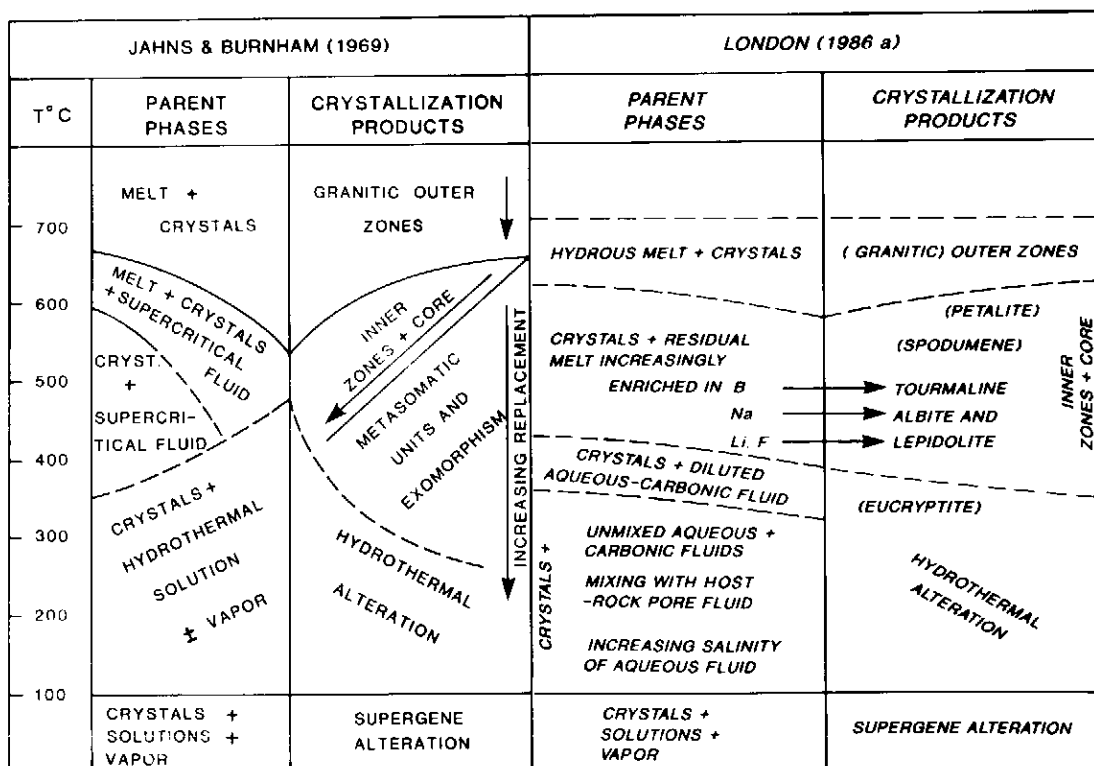 JAHNS & BURNHAM (1969)
LONDON (1986 a)
T°C
PARENT
PHASES
CRYSTALLIZATION
PRODUCTS
PARENT
PHASES
CRYSTALLIZATION
PRODUCTS
700
600
500
400
300
200
100
MELT +
CRYSTALS
MELT + CRYSTALS
+ SUPERCRITICAL
FLUID
CRYST.
+
SUPERCRI-
TICAL FLUID
CRYSTALS +
HYDROTHERMAL
SOLUTION
± VAPOR
CRYSTALS +
SOLUTIONS +
VAPOR
GRANITIC OUTER
ZONES
INNER
ZONES + CORE
METASOMATIC
UNITS AND
EXOMORPHISM
HYDROTHERMAL
ALTERATION
INCREASING REPLACEMENT
SUPERGENE
ALTERATION
HYDROUS MELT + CRYSTALS
CRYSTALS + RESIDUAL
MELT INCREASINGLY
ENRICHED IN B
Na
Li, F
CRYSTALS + DILUTED
AQUEOUS-CARBONIC FLUID
CRYSTALS +
UNMIXED AQUEOUS +
CARBONIC FLUIDS
MIXING WITH HOST
-ROCK PORE FLUID
INCREASING SALINITY
OF AQUEOUS FLUID
CRYSTALS +
SOLUTIONS +
VAPOR
(GRANITIC) OUTER ZONES
(PETALITE)
(SPODUMENE)
TOURMALINE
ALBITE AND
LEPIDOLITE
INNER
ZONES + CORE
(EUCRYPTITE)
HYDROTHERMAL
ALTERATION
SUPERGENE ALTERATION